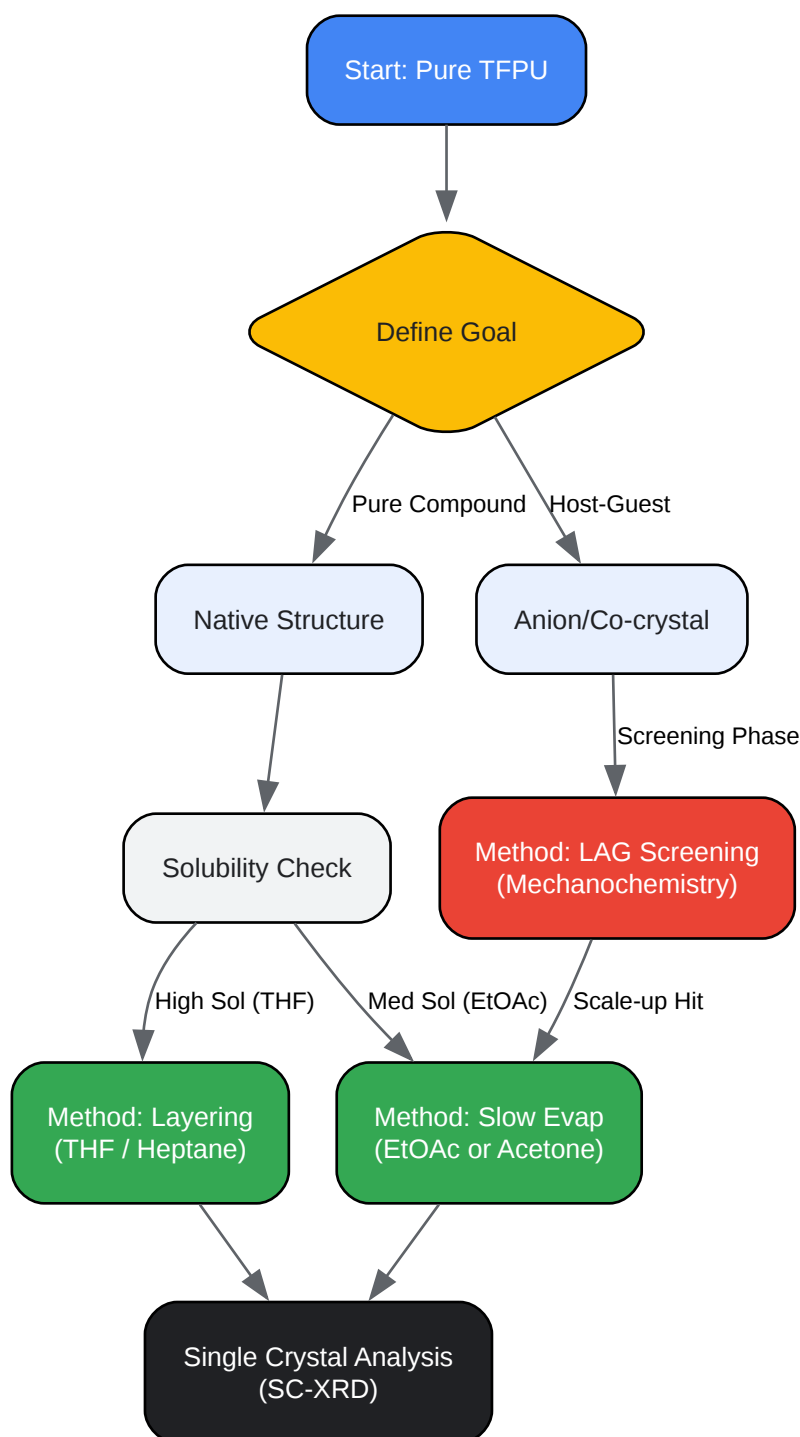 Start: Pure TFPU
Define Goal
Pure Compound
Host-Guest
Native Structure
Anion/Co-crystal
Screening Phase
Solubility Check
Method: LAG Screening
(Mechanochemistry)
High Sol (THF)
Med Sol (EtOAc)
Scale-up Hit
Method: Layering
(THF / Heptane)
Method: Slow Evap
(EtOAc or Acetone)
Single Crystal Analysis
(SC-XRD)